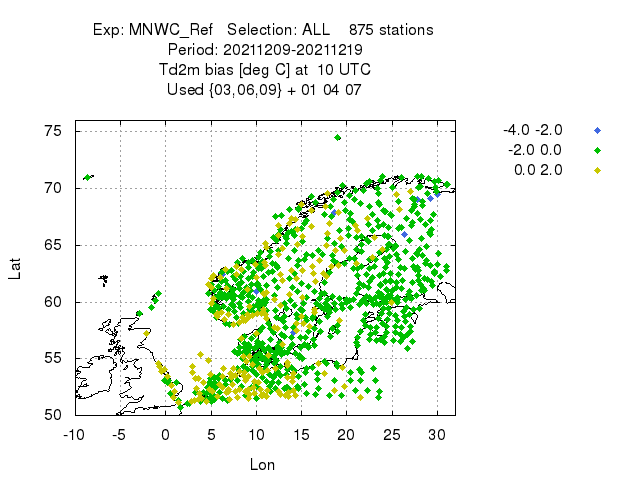 Exp: MNWC_Ref   Selection: ALL    875 stations
Period: 20211209-20211219
Td2m bias [deg C] at  10 UTC
Used {03,06,09} + 01 04 07
-4.0 -2.0
-2.0 0.0
0.0 2.0
75
70
65
60
55
50
Lat
-10 -5 0 5 10 15 20 25 30
Lon